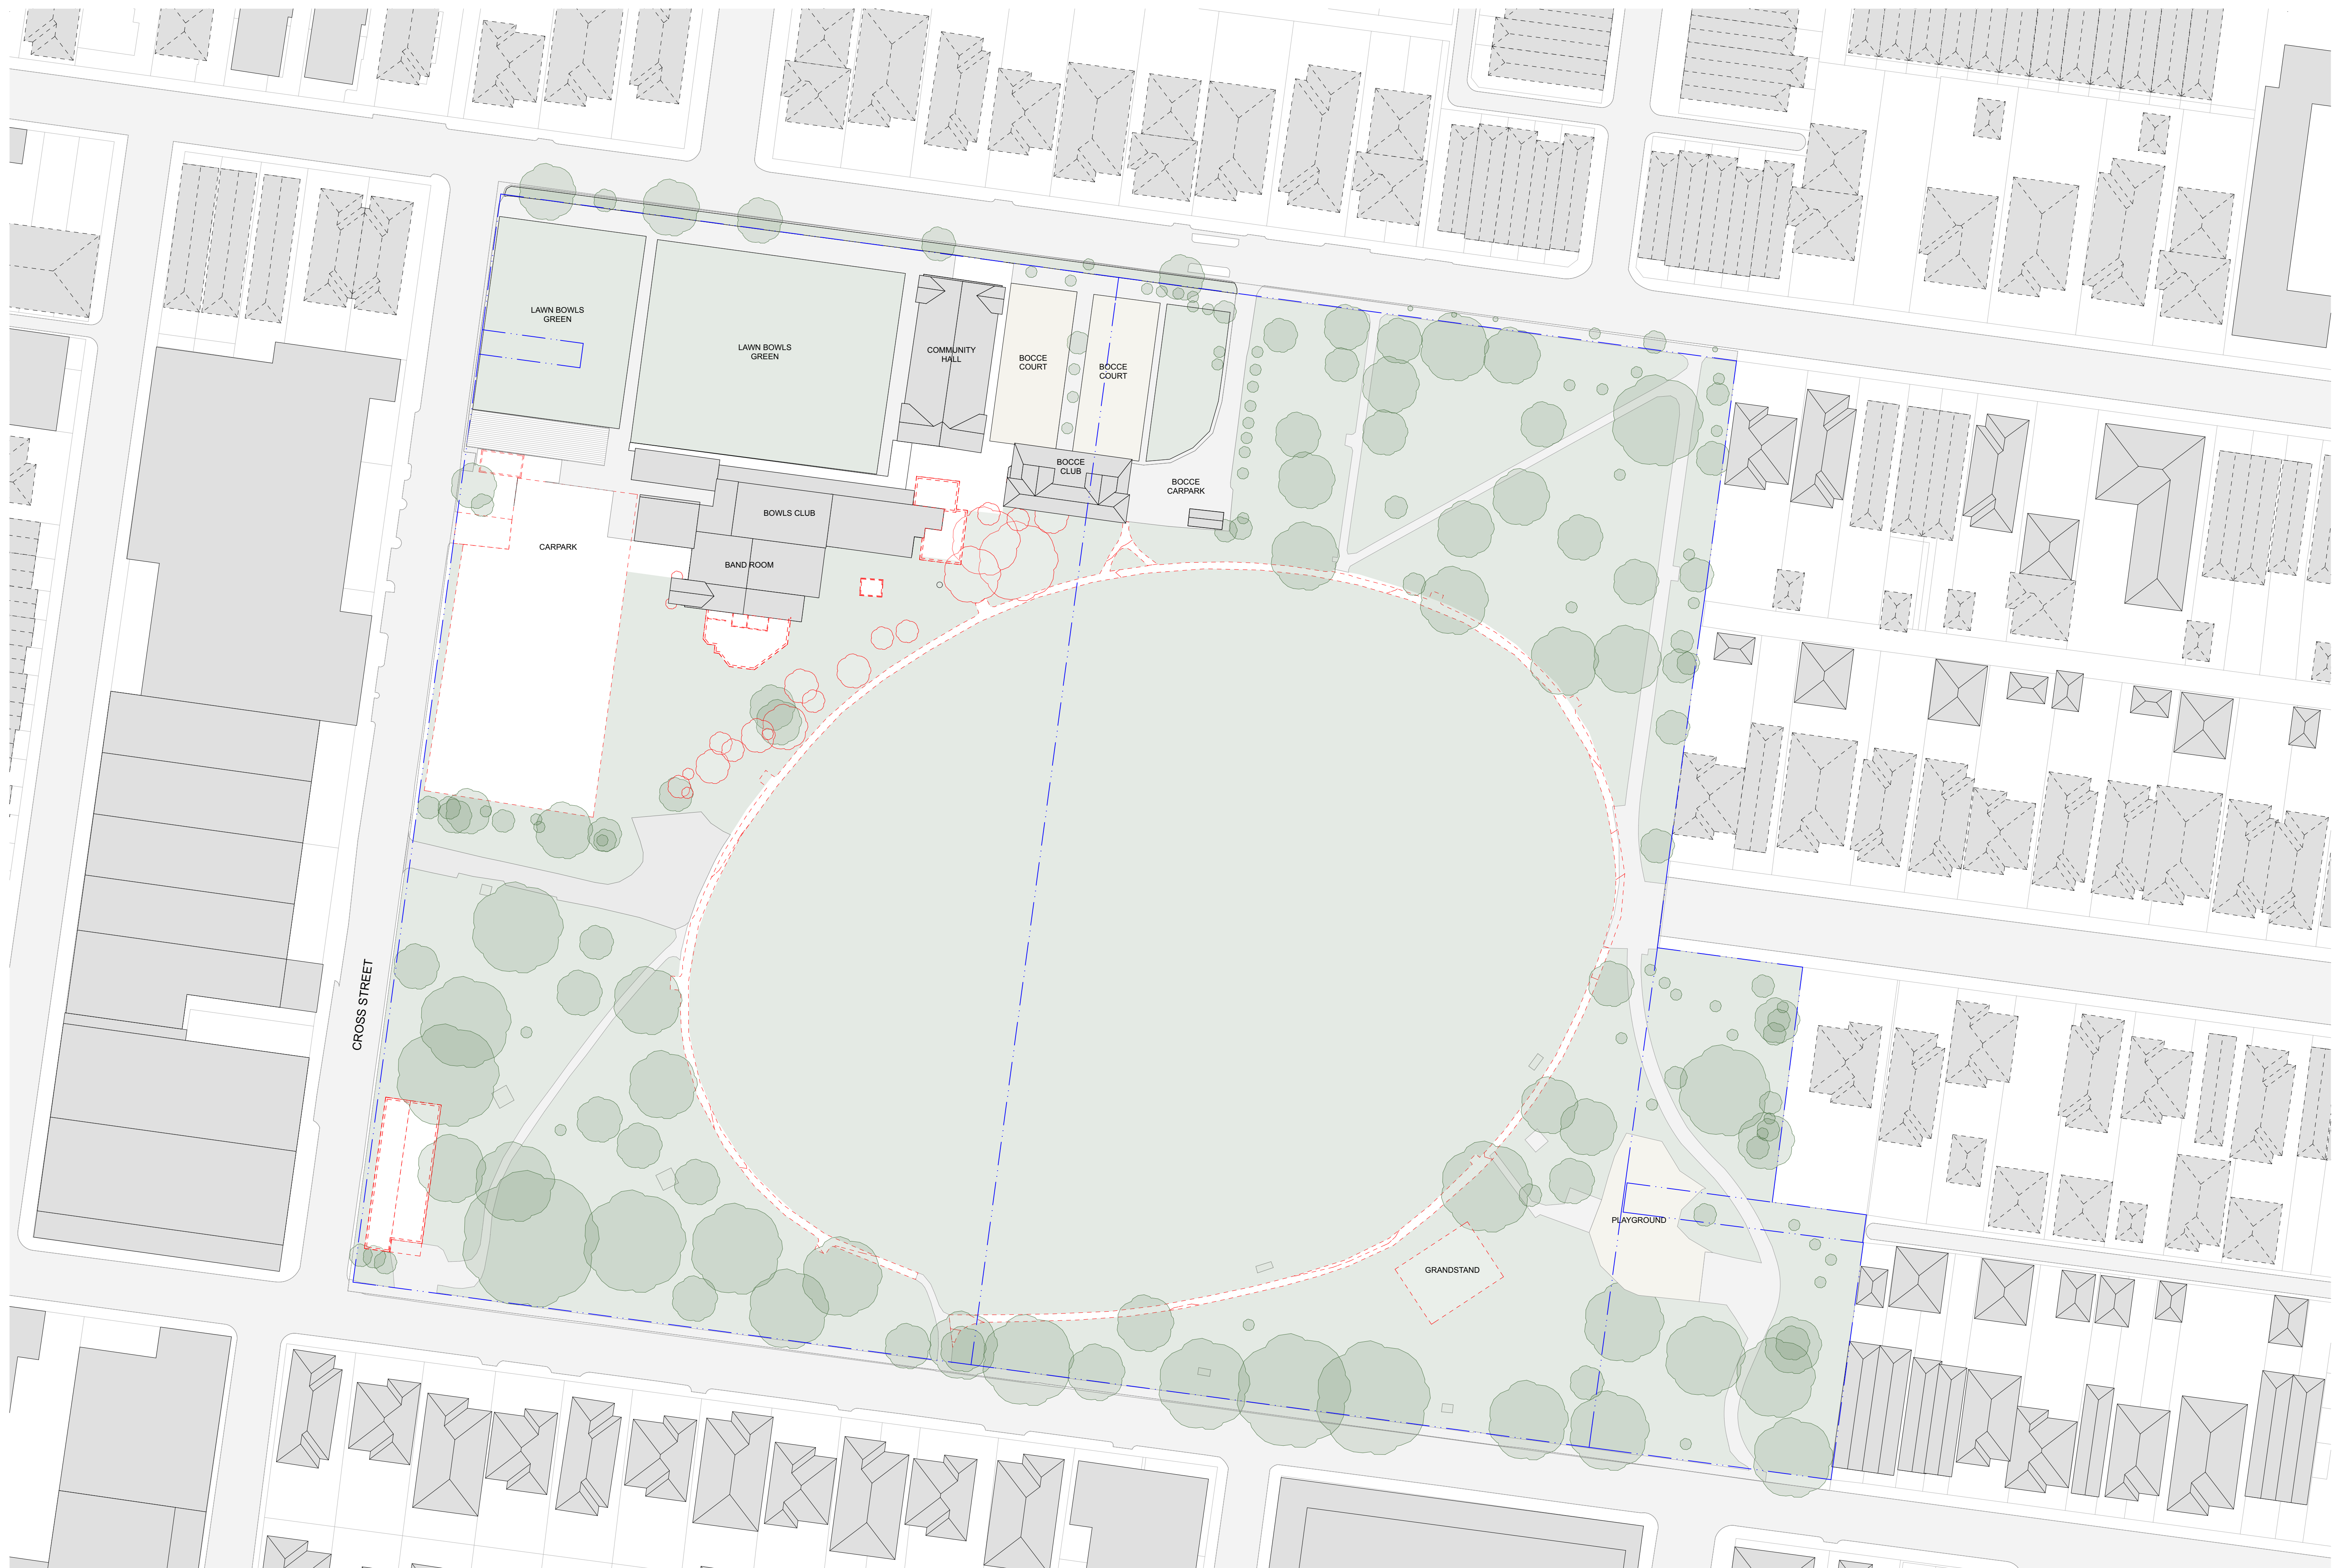 LAWN BOWLS
GREEN
LAWN BOWLS
GREEN
COMMUNITY
HALL
BOCCE
COURT
BOCCE
COURT
BOCCE
CLUB
BOCCE
CARPARK
BOWLS CLUB
CARPARK
BAND ROOM
CROSS STREET
PLAYGROUND
GRANDSTAND